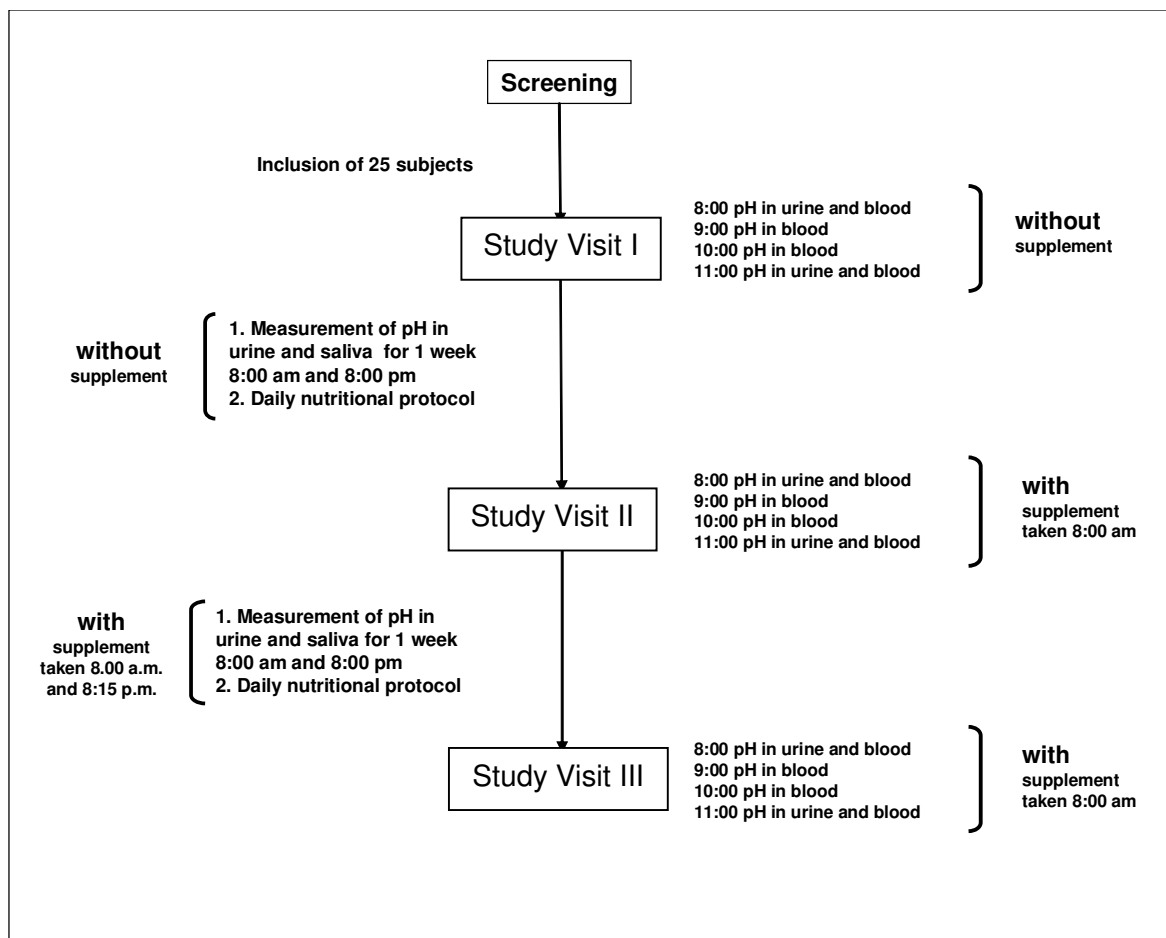 Screening
Inclusion of 25 subjects
Study Visit I
8:00 pH in urine and blood
9:00 pH in blood
10:00 pH in blood
11:00 pH in urine and blood
without
supplement
without
supplement
1. Measurement of pH in
urine and saliva for 1 week
8:00 am and 8:00 pm
2. Daily nutritional protocol
Study Visit II
8:00 pH in urine and blood
9:00 pH in blood
10:00 pH in blood
11:00 pH in urine and blood
with
supplement
taken 8:00 am
with
supplement
taken 8.00 a.m.
and 8:15 p.m.
1. Measurement of pH in
urine and saliva for 1 week
8:00 am and 8:00 pm
2. Daily nutritional protocol
Study Visit III
8:00 pH in urine and blood
9:00 pH in blood
10:00 pH in blood
11:00 pH in urine and blood
with
supplement
taken 8:00 am